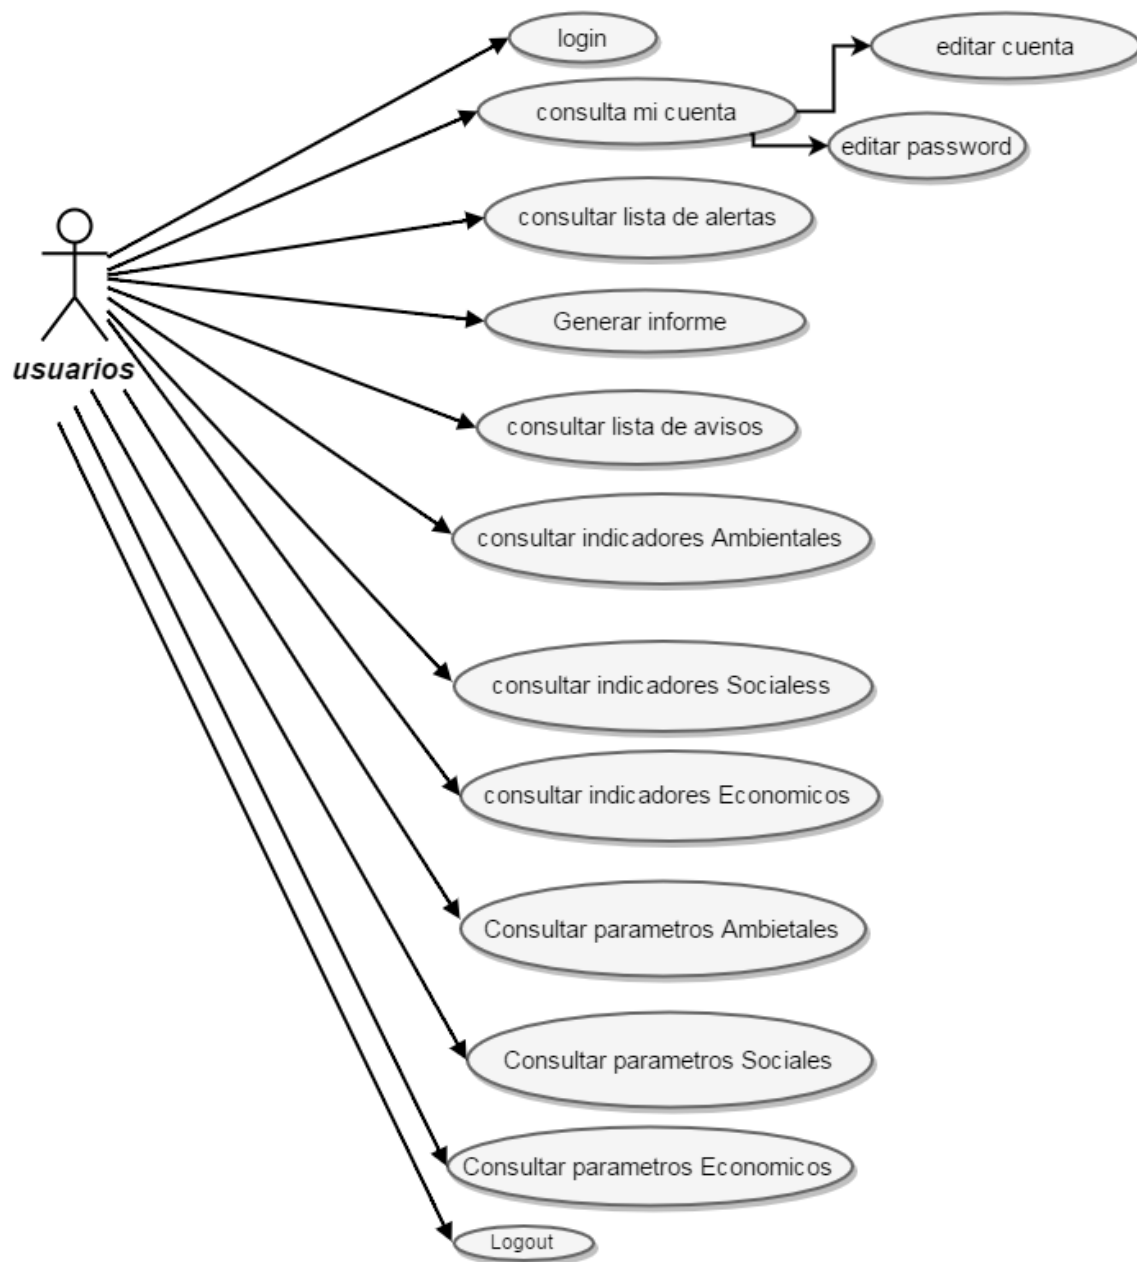 login
editar cuenta
consulta mi cuenta
editar password
consultar lista de alertas
Generar informe
usuarios
consultar lista de avisos
consultar indicadores Ambientales
consultar indicadores Socialess
consultar indicadores Economicos
Consultar parametros Ambietales
Consultar parametros Sociales
Consultar parametros Economicos
Logout